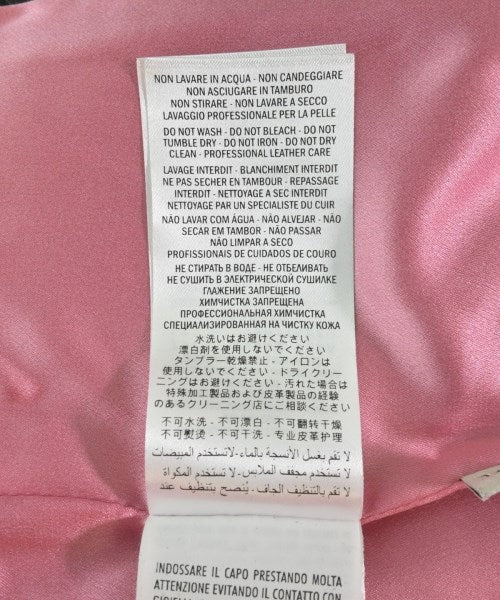 NON LAVARE IN ACQUA - NON CANDEGGIARE
NON ASCIUGARE IN TAMBURO
NON STIRARE - NON LAVARE A SECCO
LAVAGGIO PROFESSIONALE PER LA PELLE
DO NOT WASH - DO NOT BLEACH - DO NOT
TUMBLE DRY - DO NOT IRON - DO NOT DRY
CLEAN - PROFESSIONAL LEATHER CARE
LAVAGE INTERDIT - BLANCHIMENT INTERDIT
NE PAS SECHER EN TAMBOUR - REPASSAGE
INTERDIT - NETTOYAGE A SEC INTERDIT
NETTOYAGE PAR UN SPECIALISTE DU CUIR
NÃO LAVAR COM ÁGUA - NÃO ALVEJAR - NÃO
SECAR EM TAMBOR - NÃO PASSAR
NÃO LIMPAR A SECO
PROFISSIONAIS DE CUIDADOS DE COURO
НЕ СТИРАТЬ В ВОДЕ - НЕ ОТБЕЛИВАТЬ
НЕ СУШИТЬ В ЭЛЕКТРИЧЕСКОЙ СУШИЛКЕ
ГЛАЖЕНИЕ ЗАПРЕЩЕНО
ХИМЧИСТКА ЗАПРЕЩЕНА
ПРОФЕССИОНАЛЬНАЯ ХИМЧИСТКА
СПЕЦИАЛИЗИРОВАННАЯ НА ЧИСТКУ КОЖА
水洗いはお避けください
漂白剤を使用しないでください
タンブラー乾燥禁止 - アイロンは
使用しないでください - ドライクリー
ニングはお避けください - 汚れた場合は
特殊加工製品および皮革製品の経験
のあるクリーニング店にご相談ください
不可水洗 - 不可漂白 - 不可翻转干燥
不可熨烫 - 不可干洗 - 专业皮革护理
لا تقم بغسل الأنسجة بالماء - لاتستخدم المبيضات
لا تستخدم مجفف الملابس - لاتستخدم المكواة
لا تقم بالتنظيف الجاف. يُنصح بتنظيف عند
INDOSSARE IL CAPO PRESTANDO MOLTA
ATTENZIONE EVITANDO IL CONTATTO CON